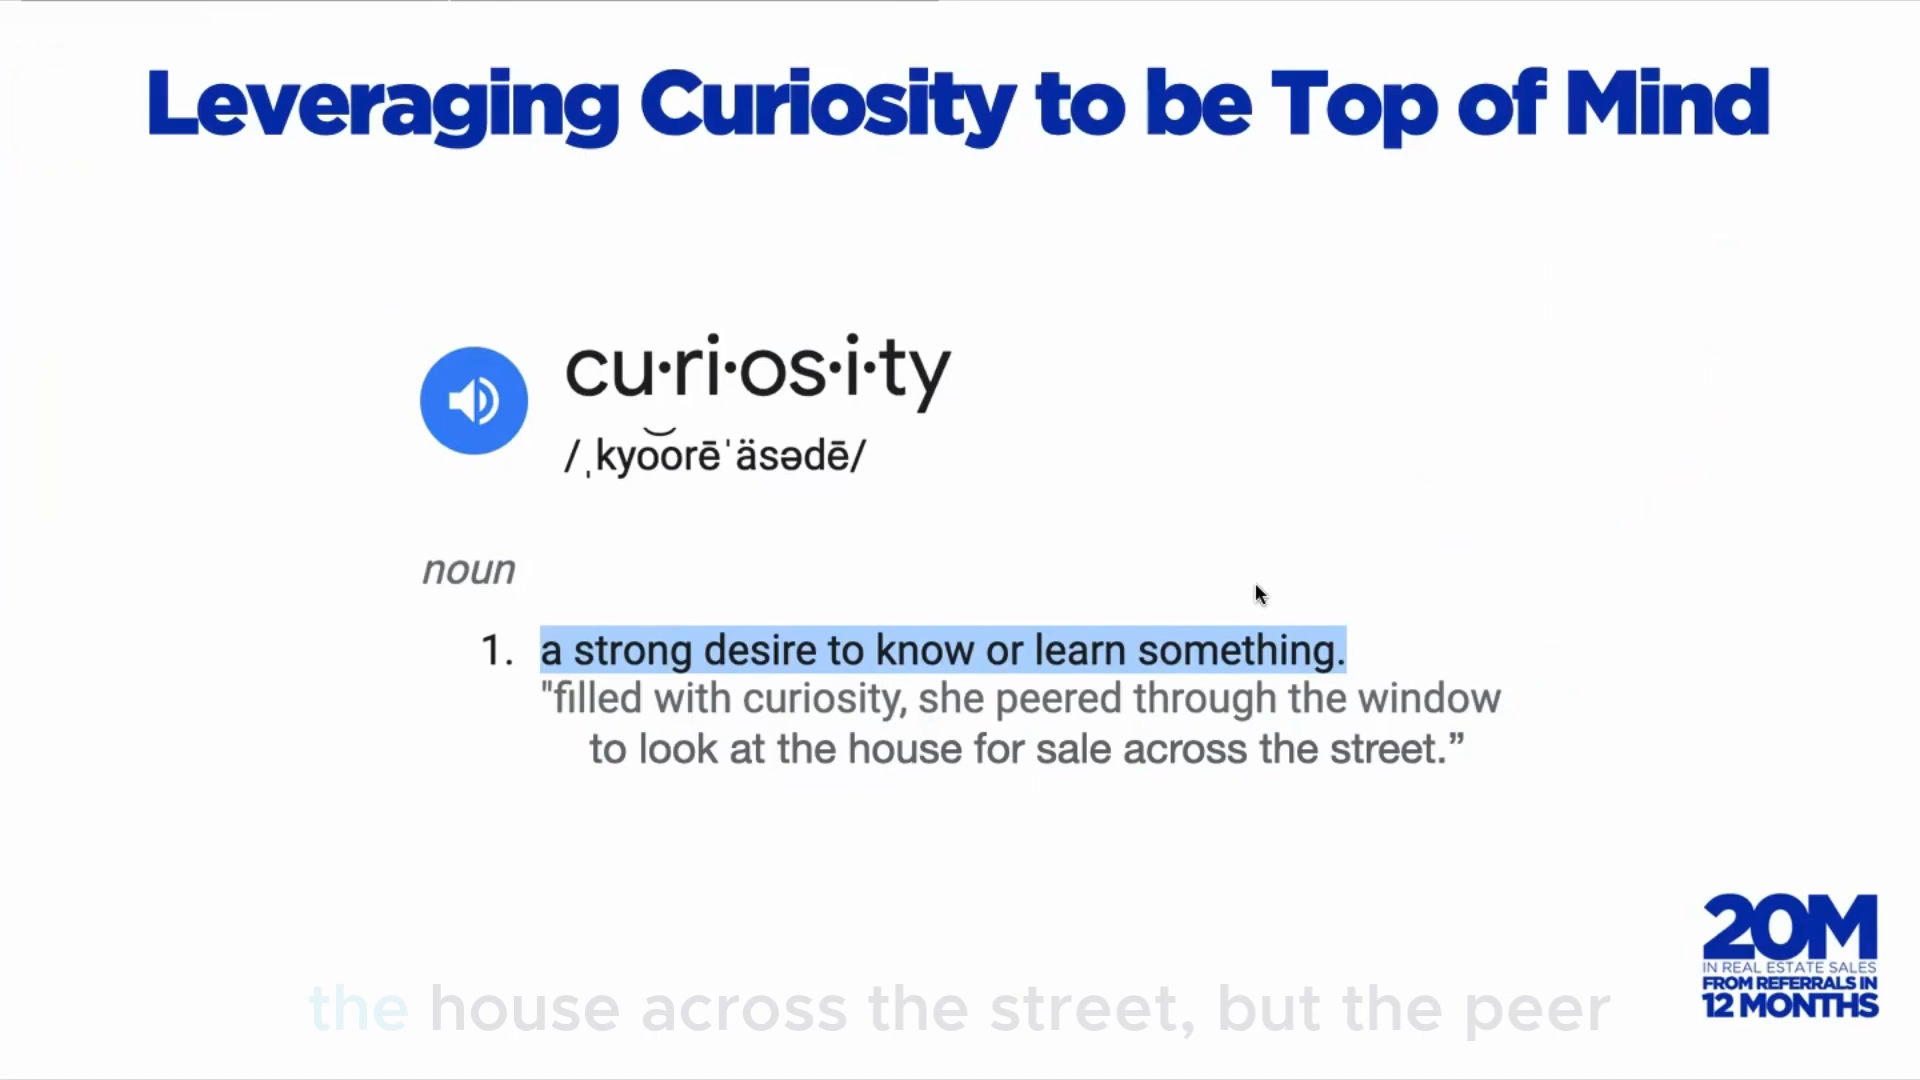 Leveraging Curiosity to be Top of Mind
cu·ri·os·i·ty
/ˌkyo͝orēˈäsədē/
noun
1. a strong desire to know or learn something.
"filled with curiosity, she peered through the window
to look at the house for sale across the street.”
20M
IN REAL ESTATE SALES
FROM REFERRALS IN
12 MONTHS
the house across the street, but the peer